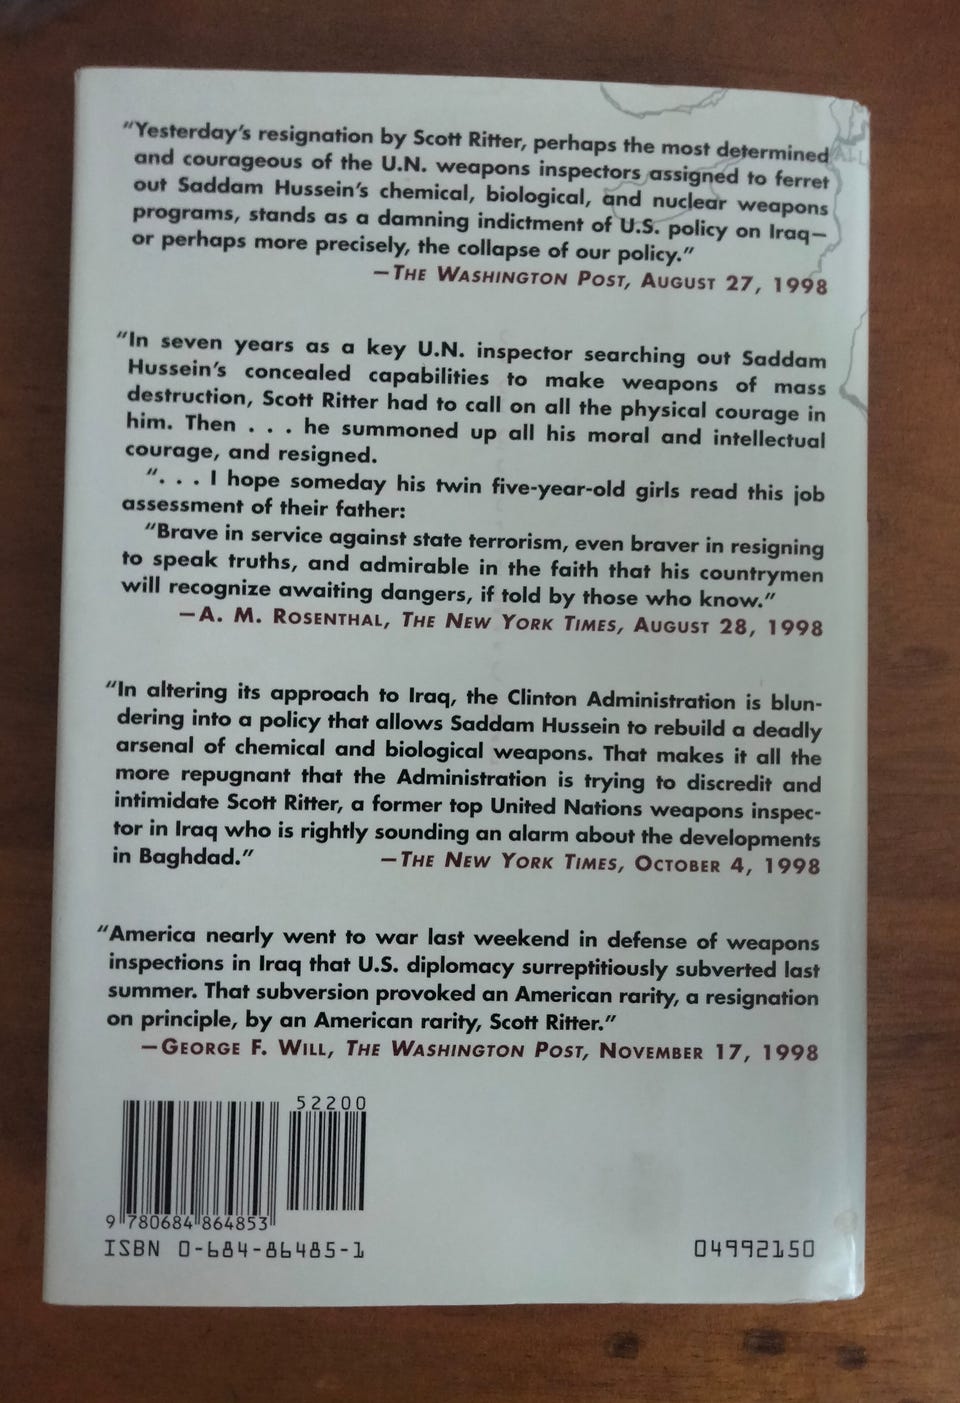 "Yesterday's resignation by Scott Ritter, perhaps the most determined
and courageous of the U.N. weapons inspectors assigned to ferret
out Saddam Hussein's chemical, biological, and nuclear weapons
programs, stands as a damning indictment of U.S. policy on Iraq—
or perhaps more precisely, the collapse of our policy."
—THE WASHINGTON POST, AUGUST 27, 1998
"In seven years as a key U.N. inspector searching out Saddam
Hussein's concealed capabilities to make weapons of mass
destruction, Scott Ritter had to call on all the physical courage in
him. Then . . . he summoned up all his moral and intellectual
courage, and resigned.
". . . I hope someday his twin five-year-old girls read this job
assessment of their father:
"Brave in service against state terrorism, even braver in resigning
to speak truths, and admirable in the faith that his countrymen
will recognize awaiting dangers, if told by those who know."
—A. M. ROSENTHAL, THE NEW YORK TIMES, AUGUST 28, 1998
"In altering its approach to Iraq, the Clinton Administration is blun-
dering into a policy that allows Saddam Hussein to rebuild a deadly
arsenal of chemical and biological weapons. That makes it all the
more repugnant that the Administration is trying to discredit and
intimidate Scott Ritter, a former top United Nations weapons inspec-
tor in Iraq who is rightly sounding an alarm about the developments
in Baghdad." —THE NEW YORK TIMES, OCTOBER 4, 1998
"America nearly went to war last weekend in defense of weapons
inspections in Iraq that U.S. diplomacy surreptitiously subverted last
summer. That subversion provoked an American rarity, a resignation
on principle, by an American rarity, Scott Ritter."
—GEORGE F. WILL, THE WASHINGTON POST, NOVEMBER 17, 1998
52200
9 780684 864853
ISBN 0-684-86485-1
04992150